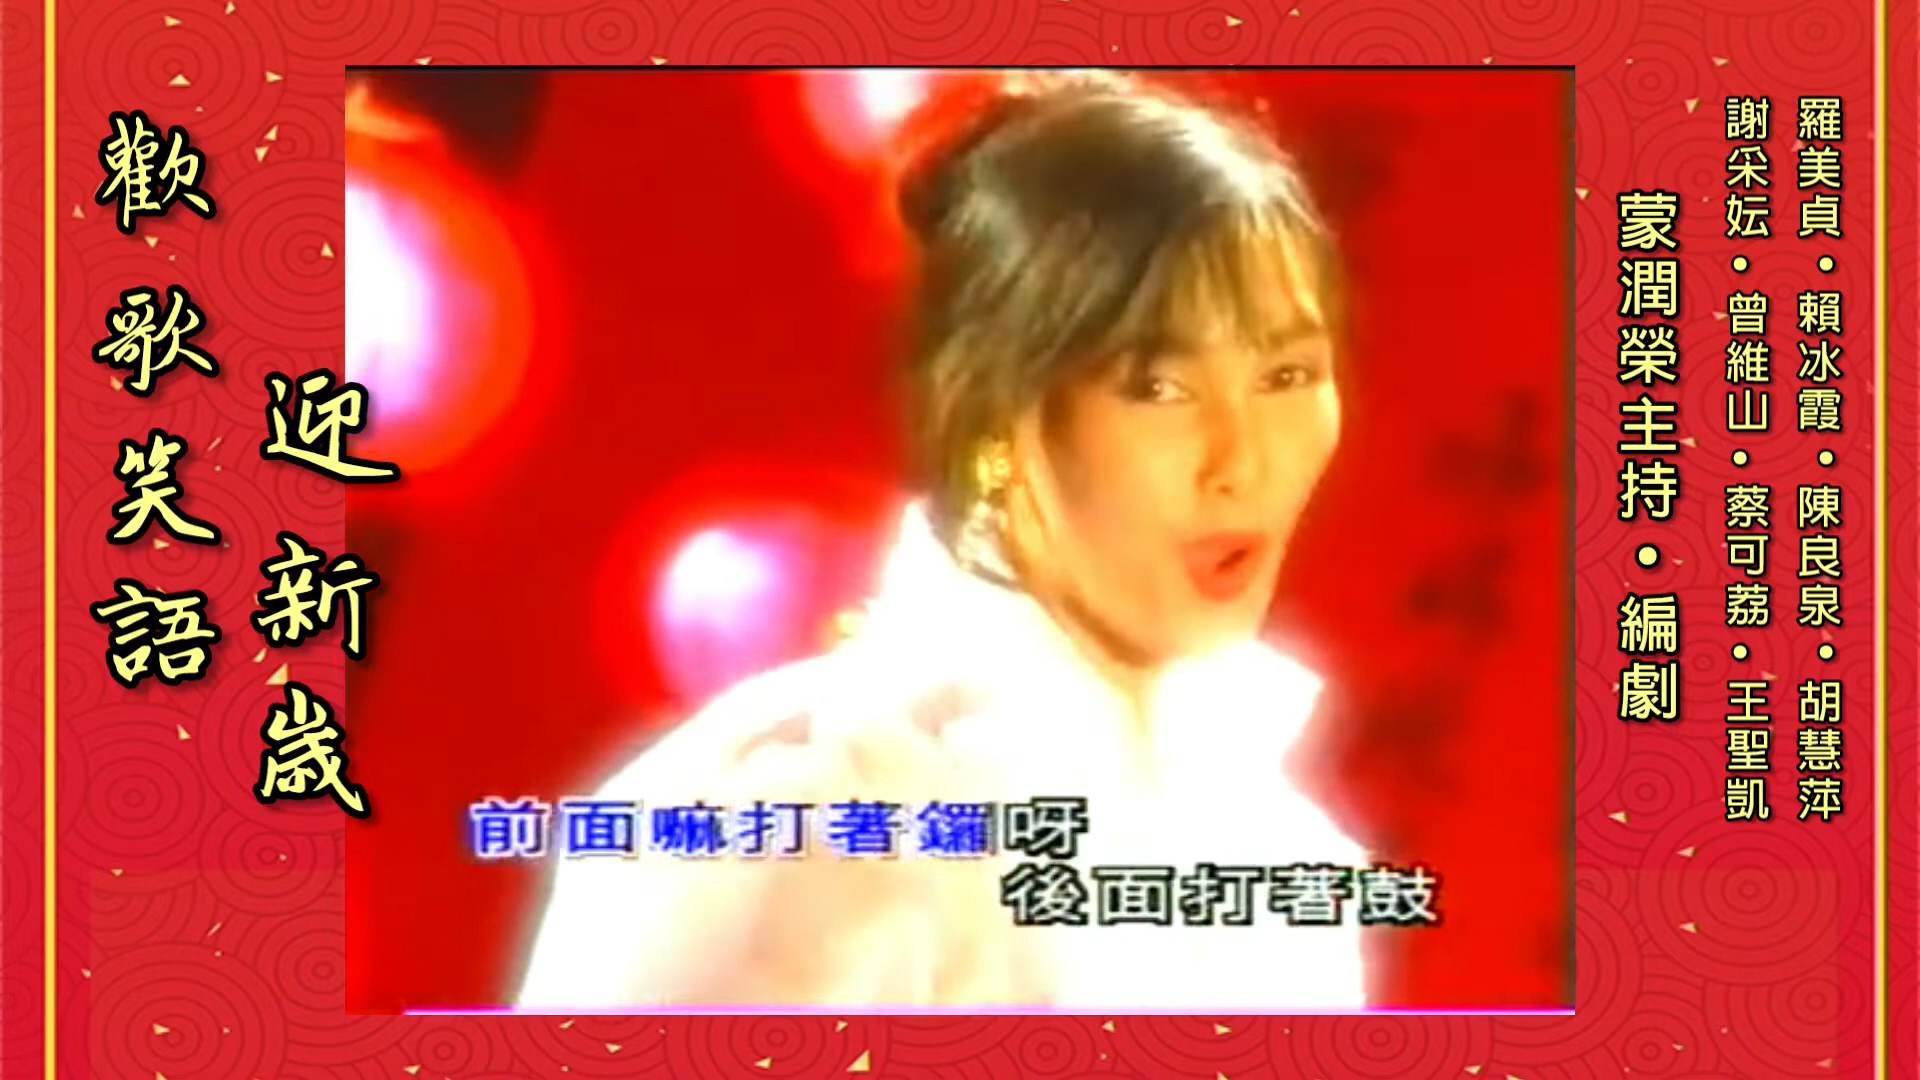 歡歌笑語
迎新歲
羅美貞・賴冰霞・陳良泉・胡慧萍
謝采妘・曾維山・蔡可荔・王聖凱
蒙潤榮主持・編劇
前面嘛打著鑼呀
後面打著鼓